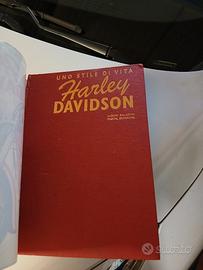 UNO STILE DI VITA
Harley
DAVIDSON
subito